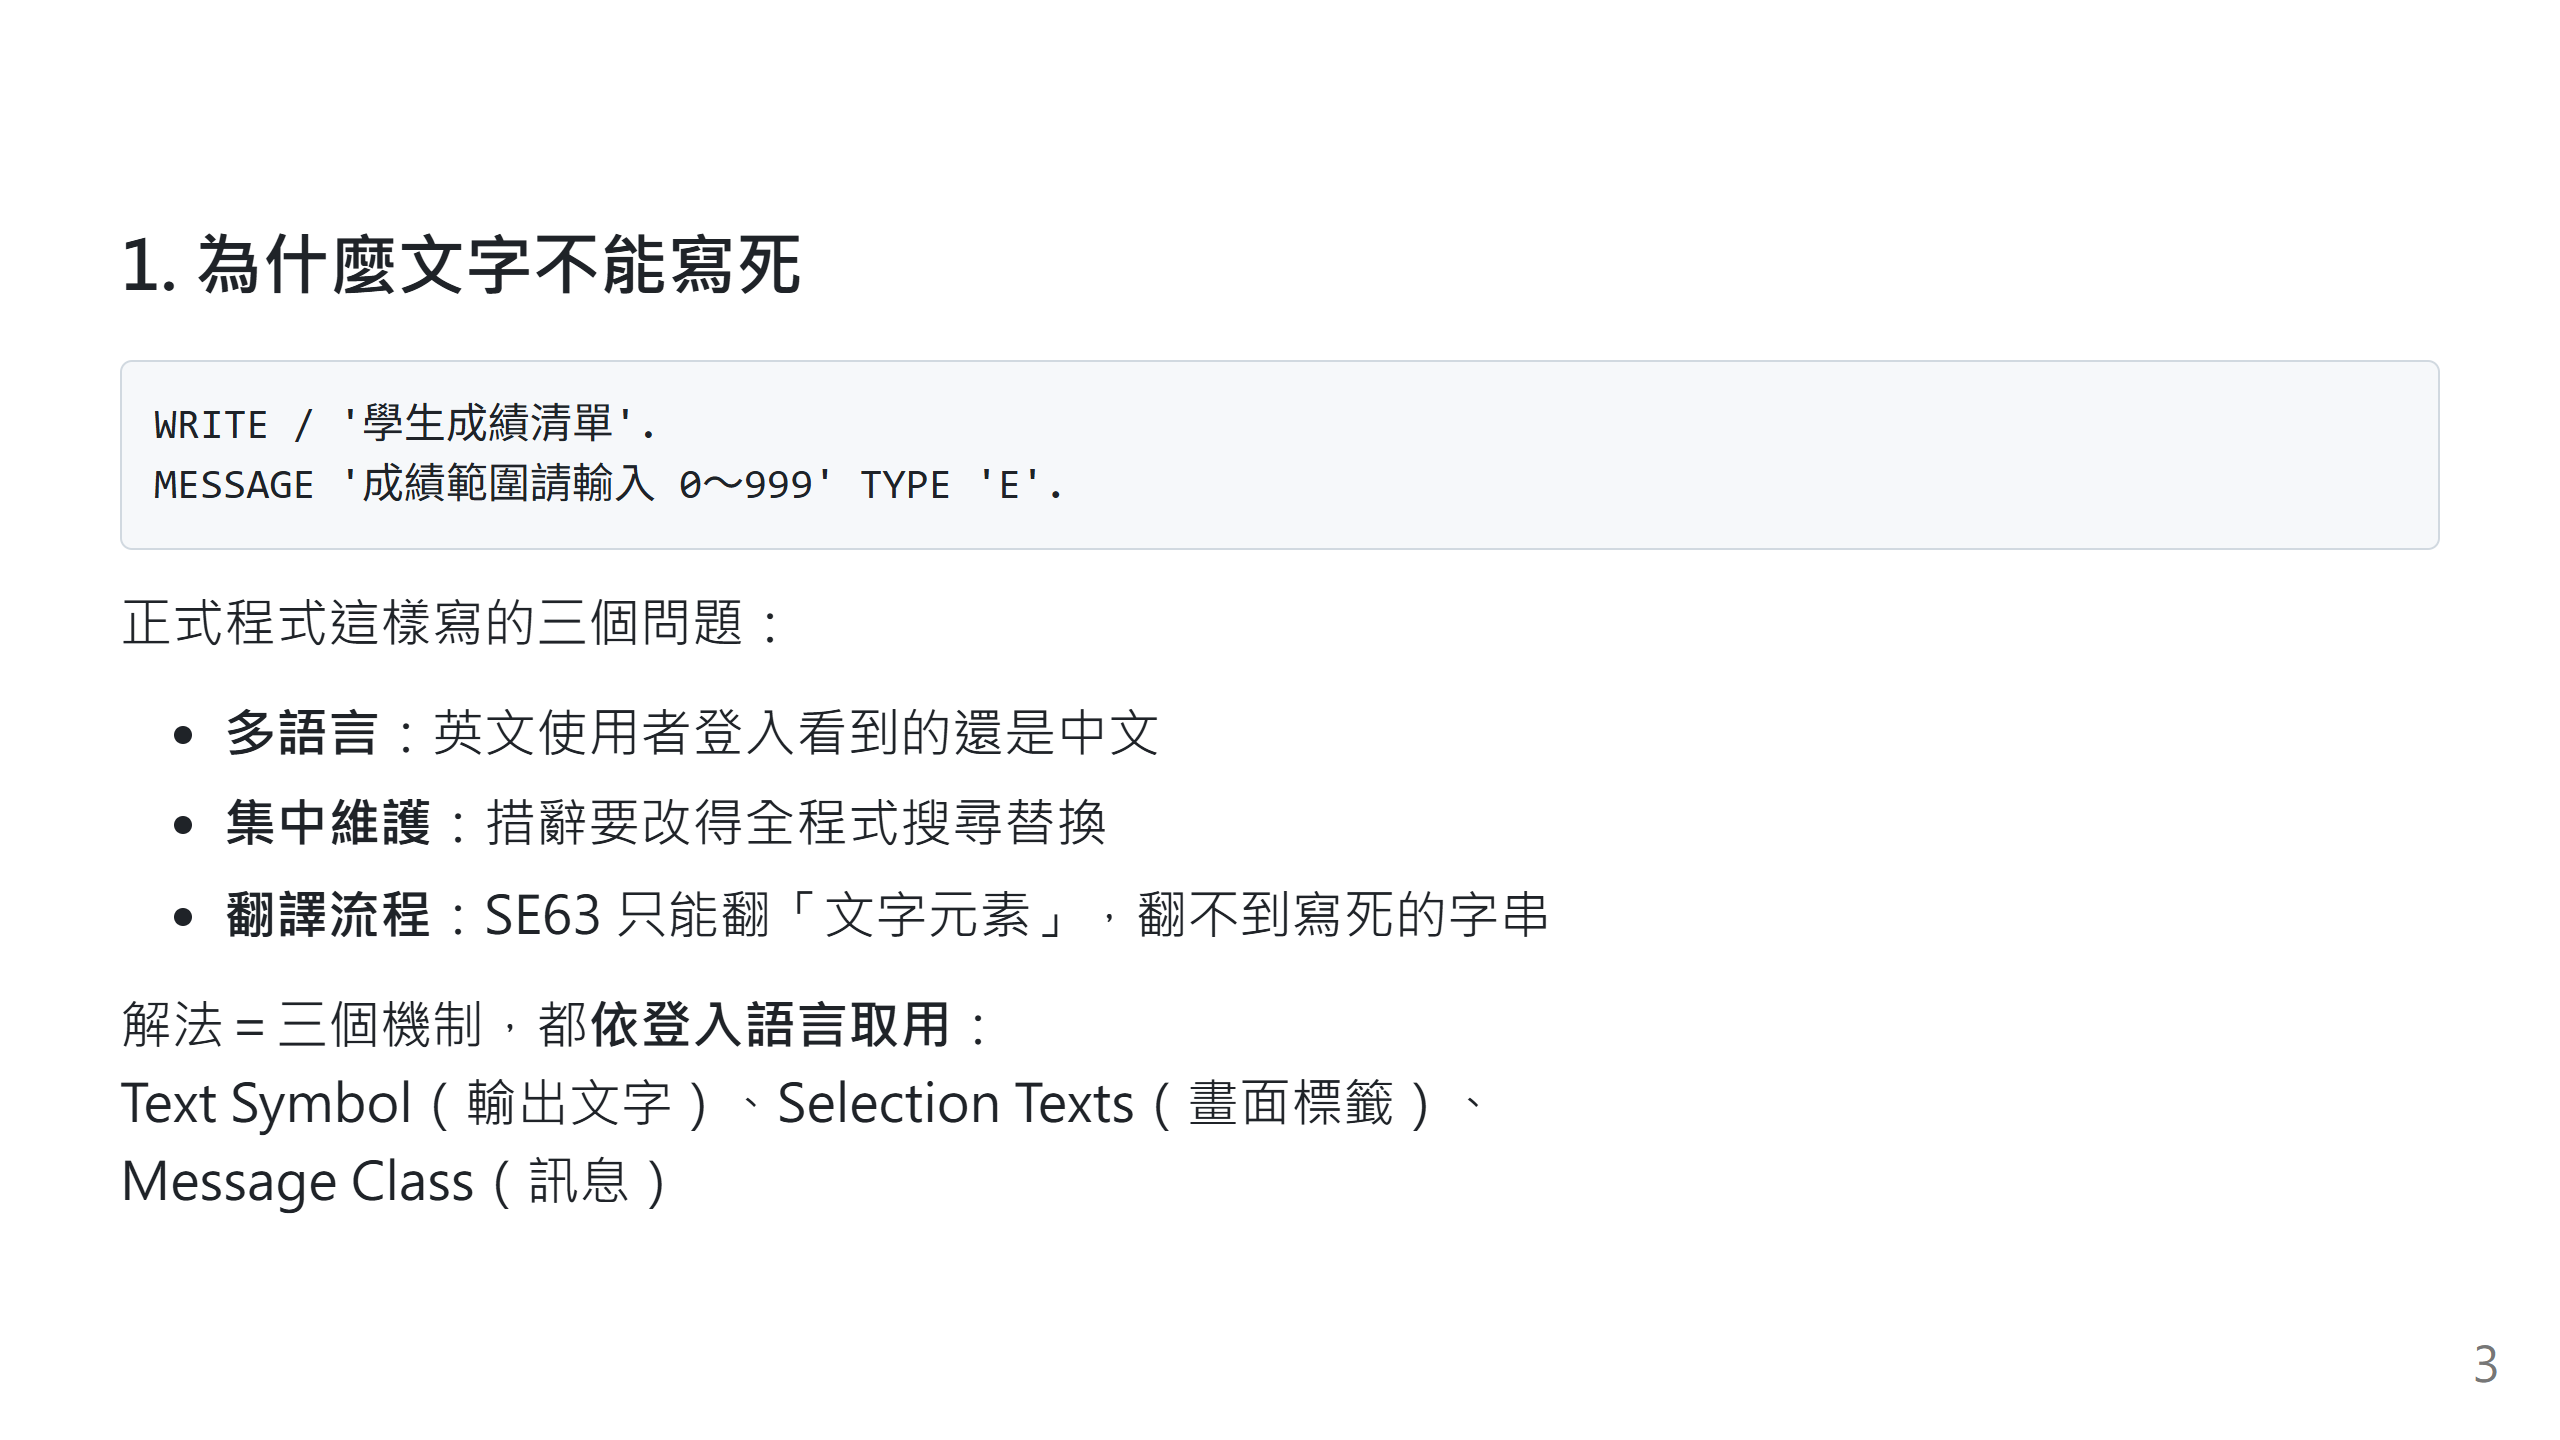 1. 為什麼文字不能寫死
WRITE / '學生成績清單'.
MESSAGE '成績範圍請輸入 0～999' TYPE 'E'.
正式程式這樣寫的三個問題：
• 多語言：英文使用者登入看到的還是中文
• 集中維護：措辭要改得全程式搜尋替換
• 翻譯流程：SE63 只能翻「文字元素」，翻不到寫死的字串
解法 = 三個機制，都依登入語言取用：
Text Symbol（輸出文字）、Selection Texts（畫面標籤）、
Message Class（訊息）
3